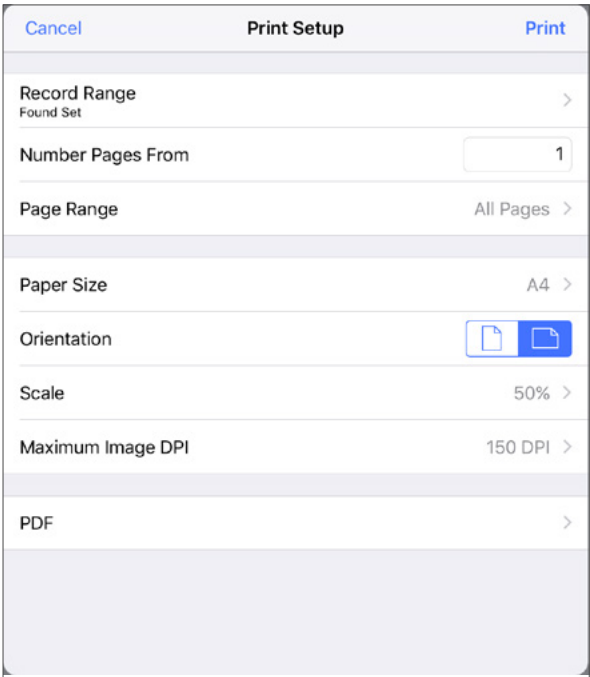 Cancel Print Setup Print
Record Range
Found Set
Number Pages From 1
Page Range All Pages
Paper Size A4
Orientation
Scale 50%
Maximum Image DPI 150 DPI
PDF